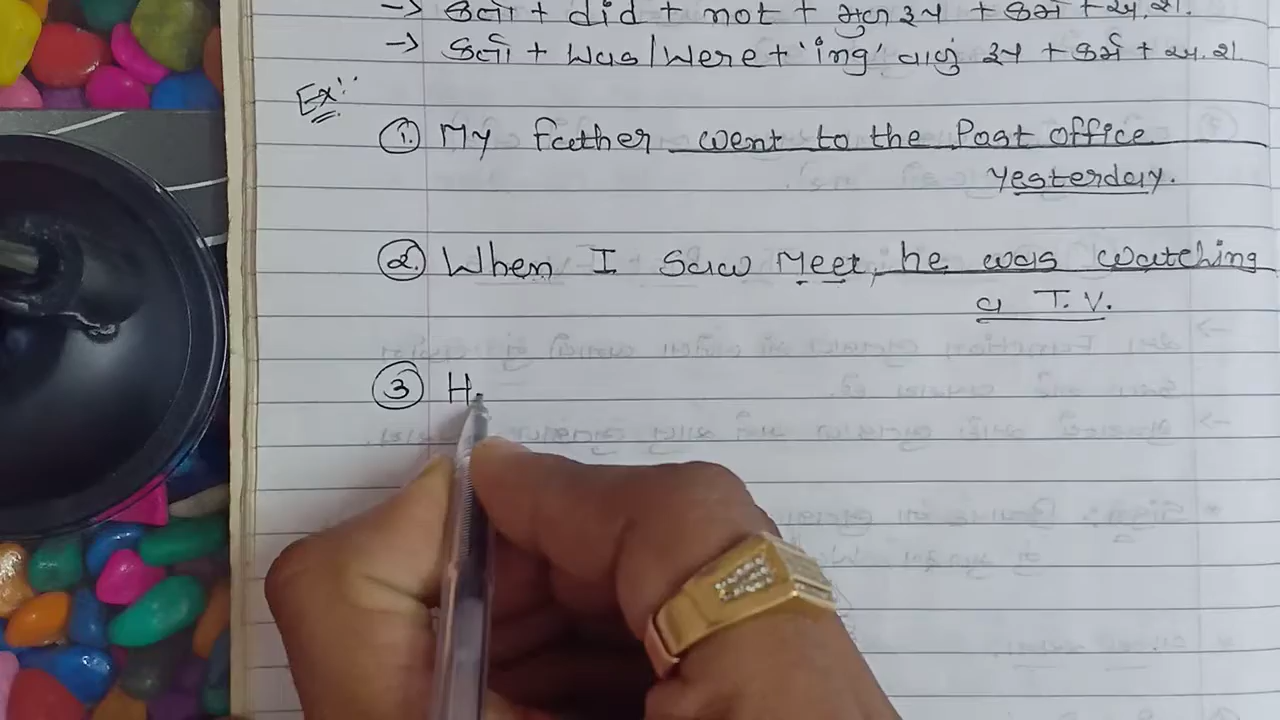 -> કર્તા + did + not + મુળ રૂપ + કર્મ + અ.શ.
-> કર્તા + was/were + 'ing' વાળું રૂપ + કર્મ + અ.શ.
Ex:
①. My Father went to the Post office
yesterday.
②. When I saw Meet, he was watching
a T.V.
③ H